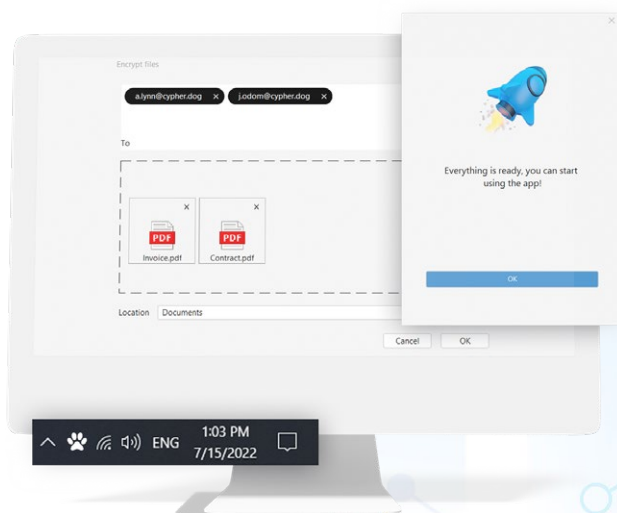 Encrypt files
a.lynn@cypher.dog x j.odom@cypher.dog x
To
x x
PDF PDF
Invoice.pdf Contract.pdf
Location Documents
Cancel OK
x
Everything is ready, you can start
using the app!
OK
ENG 1:03 PM
7/15/2022